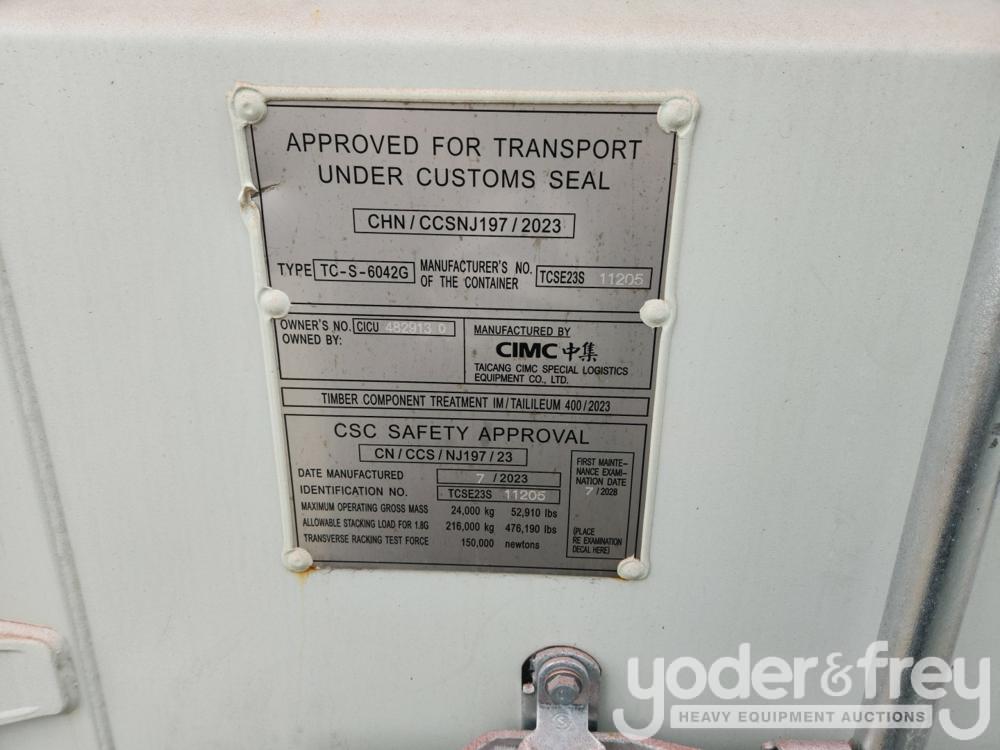 APPROVED FOR TRANSPORT
UNDER CUSTOMS SEAL
CHN/CCSNJ197/2023
TYPE TC-S-6042G MANUFACTURER'S NO. OF THE CONTAINER TCSE23S 11205
OWNER'S NO. CICU 482913 0
OWNED BY:
MANUFACTURED BY
CIMC中集
TAICANG CIMC SPECIAL LOGISTICS
EQUIPMENT CO., LTD.
TIMBER COMPONENT TREATMENT IM/TAILILEUM 400/2023
CSC SAFETY APPROVAL
CN/CCS/NJ197/23
DATE MANUFACTURED 7/2023
IDENTIFICATION NO. TCSE23S 11205
MAXIMUM OPERATING GROSS MASS 24,000 kg 52,910 lbs
ALLOWABLE STACKING LOAD FOR 1.8G 216,000 kg 476,190 lbs
TRANSVERSE RACKING TEST FORCE 150,000 newtons
FIRST MAINTE-
NANCE EXAMI-
NATION DATE
7/2028
(PLACE
RE EXAMINATION
DECAL HERE)
yoder&frey
HEAVY EQUIPMENT AUCTIONS